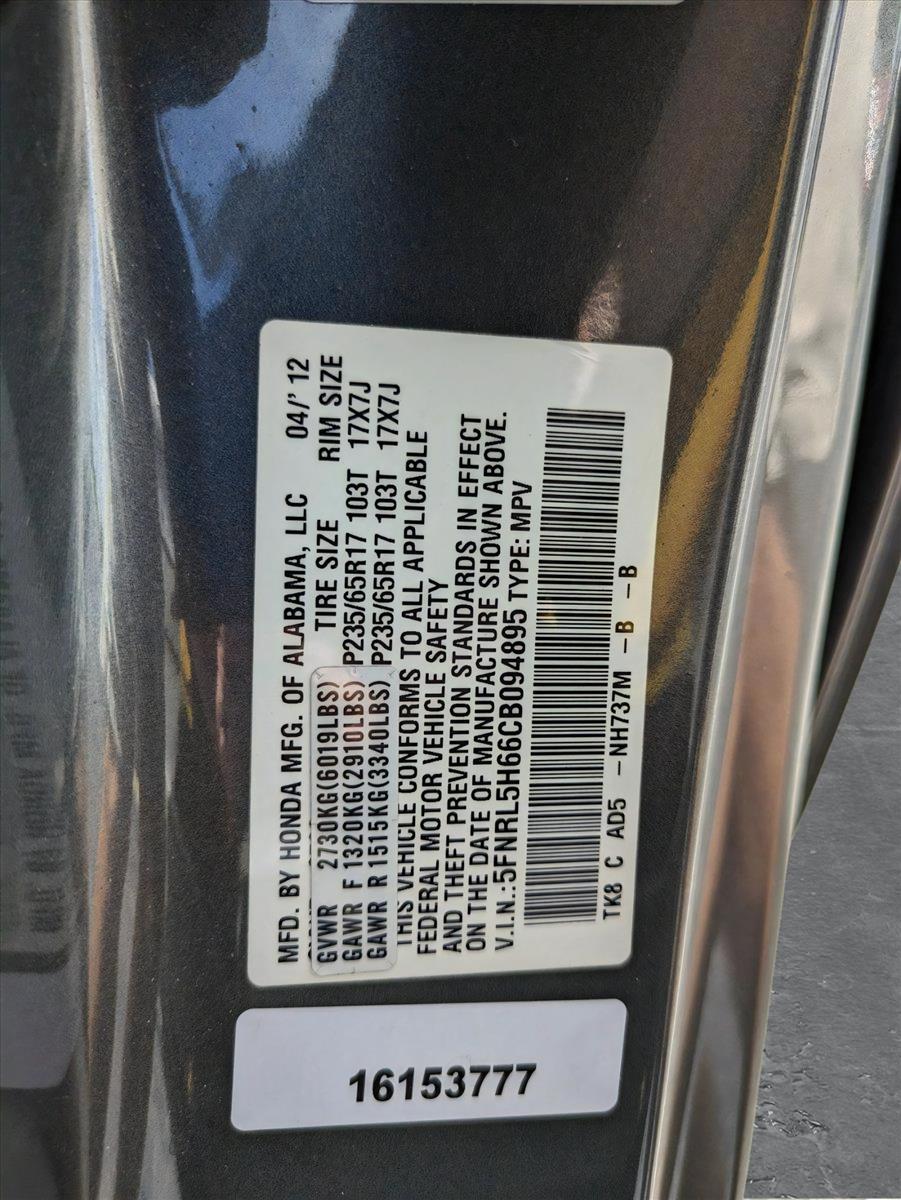 MFD. BY HONDA MFG. OF ALABAMA, LLC 04/' 12
TIRE SIZE RIM SIZE
GVWR 2730KG(6019LBS)
GAWR F 1320KG(2910LBS) P235/65R17 103T 17X7J
GAWR R 1515KG(3340LBS) P235/65R17 103T 17X7J
THIS VEHICLE CONFORMS TO ALL APPLICABLE
FEDERAL MOTOR VEHICLE SAFETY
AND THEFT PREVENTION STANDARDS IN EFFECT
ON THE DATE OF MANUFACTURE SHOWN ABOVE.
V.I.N.:5FNRL5H66CB094895 TYPE: MPV
TK8 C AD5 -NH737M -B -B
16153777